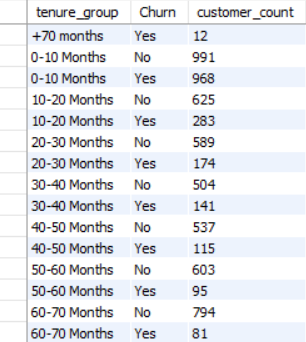 tenure_group Churn customer_count
+70 months Yes 12
0-10 Months No 991
0-10 Months Yes 968
10-20 Months No 625
10-20 Months Yes 283
20-30 Months No 589
20-30 Months Yes 174
30-40 Months No 504
30-40 Months Yes 141
40-50 Months No 537
40-50 Months Yes 115
50-60 Months No 603
50-60 Months Yes 95
60-70 Months No 794
60-70 Months Yes 81